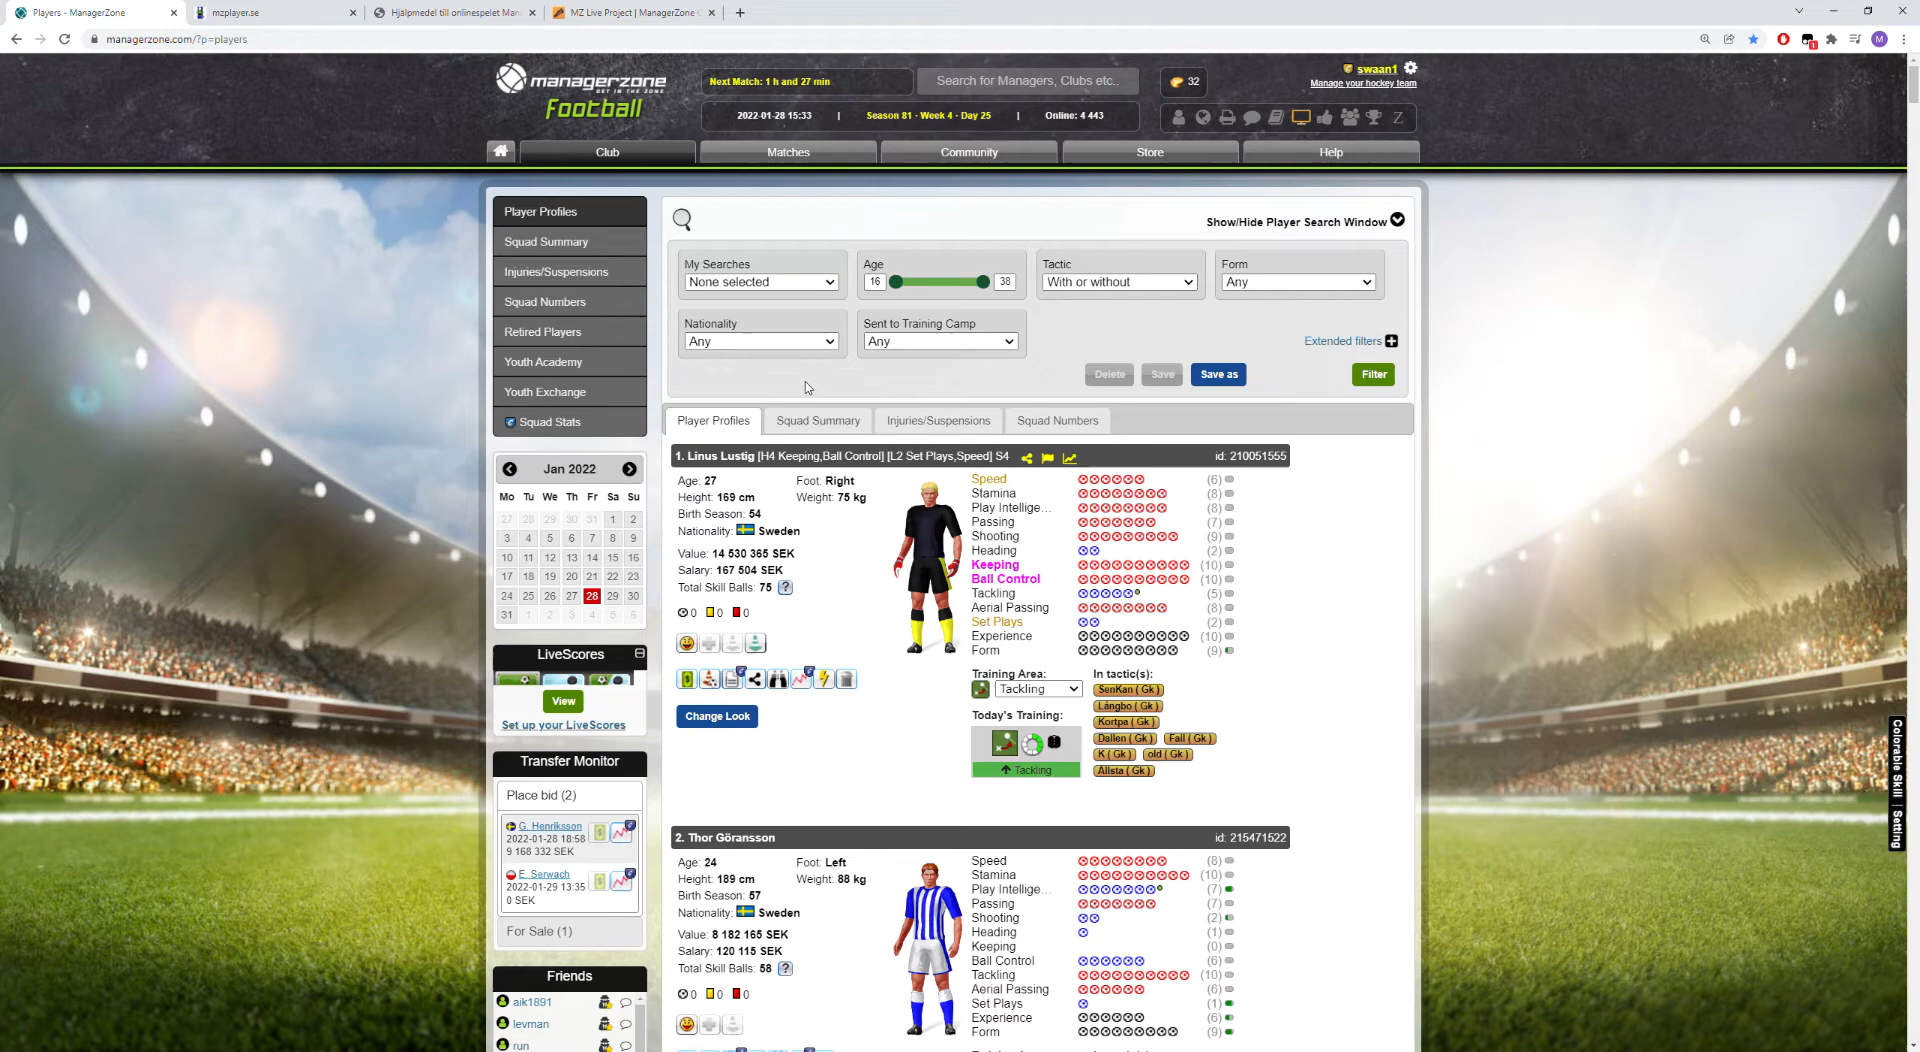 Players - ManagerZone
mzplayer.se
Hjälpmedel till onlinespelet Man
MZ Live Project | ManagerZone
managerzone.com/?p=players
M
managerzone
GET IN THE ZONE
Football
Next Match: 1 h and 27 min
Search for Managers, Clubs etc..
32
swaan1
Manage your hockey team
2022-01-28 15:33 | Season 81 - Week 4 - Day 25 | Online: 4 443
Club
Matches
Community
Store
Help
Player Profiles
Squad Summary
Injuries/Suspensions
Squad Numbers
Retired Players
Youth Academy
Youth Exchange
Squad Stats
Jan 2022
Mo Tu We Th Fr Sa Su
27 28 29 30 31 1 2
3 4 5 6 7 8 9
10 11 12 13 14 15 16
17 18 19 20 21 22 23
24 25 26 27 28 29 30
31 1 2 3 4 5 6
LiveScores
View
Set up your LiveScores
Transfer Monitor
Place bid (2)
G. Henriksson
2022-01-28 18:58
9 168 332 SEK
E. Serwach
2022-01-29 13:35
0 SEK
For Sale (1)
Friends
aik1891
levman
run
Show/Hide Player Search Window
My Searches
None selected
Age
16
38
Tactic
With or without
Form
Any
Nationality
Any
Sent to Training Camp
Any
Extended filters
Delete
Save
Save as
Filter
Player Profiles
Squad Summary
Injuries/Suspensions
Squad Numbers
1. Linus Lustig [H4 Keeping,Ball Control] [L2 Set Plays,Speed] S4
id: 210051555
Age: 27
Foot: Right
Height: 169 cm
Weight: 75 kg
Birth Season: 54
Nationality: Sweden
Value: 14 530 365 SEK
Salary: 167 504 SEK
Total Skill Balls: 75 ?
0 0 0
Change Look
Speed (6)
Stamina (8)
Play Intellige... (8)
Passing (7)
Shooting (9)
Heading (2)
Keeping (10)
Ball Control (10)
Tackling (5)
Aerial Passing (8)
Set Plays (2)
Experience (10)
Form (9)
Training Area:
Tackling
Today's Training:
Tackling
In tactic(s):
SenKan ( Gk )
Långbo ( Gk )
Kortpa ( Gk )
Dallen ( Gk ) Fail ( Gk )
K ( Gk ) old ( Gk )
Allsta ( Gk )
2. Thor Göransson
id: 215471522
Age: 24
Foot: Left
Height: 189 cm
Weight: 88 kg
Birth Season: 57
Nationality: Sweden
Value: 8 182 165 SEK
Salary: 120 115 SEK
Total Skill Balls: 58 ?
0 0 0
Speed (8)
Stamina (10)
Play Intellige... (7)
Passing (7)
Shooting (2)
Heading (1)
Keeping (0)
Ball Control (6)
Tackling (10)
Aerial Passing (6)
Set Plays (1)
Experience (6)
Form (9)
Colorable Skill | Setting